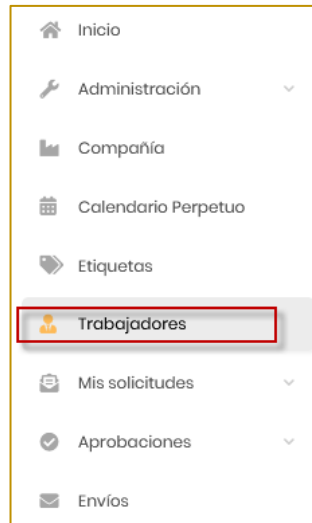 Inicio
Administración
Compañía
Calendario Perpetuo
Etiquetas
Trabajadores
Mis solicitudes
Aprobaciones
Envíos